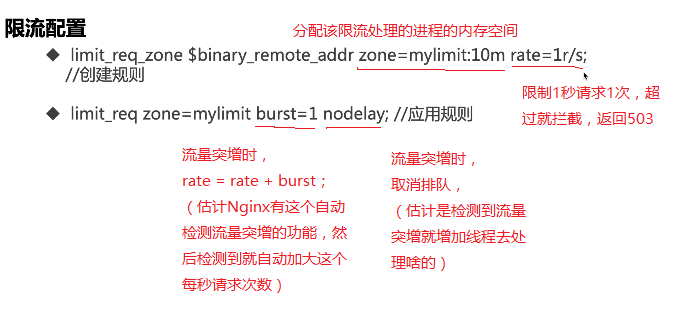 限流配置
分配该限流处理的进程的内存空间
◆ limit_req_zone $binary_remote_addr zone=mylimit:10m rate=1r/s;
//创建规则
限制1秒请求1次，超
过就拦截，返回503
◆ limit_req zone=mylimit burst=1 nodelay; //应用规则
流量突增时，
rate = rate + burst；
（估计Nginx有这个自动
检测流量突增的功能，然
后检测到就自动加大这个
每秒请求次数）
流量突增时，
取消排队，
（估计是检测到流量
突增就增加线程去处
理啥的）